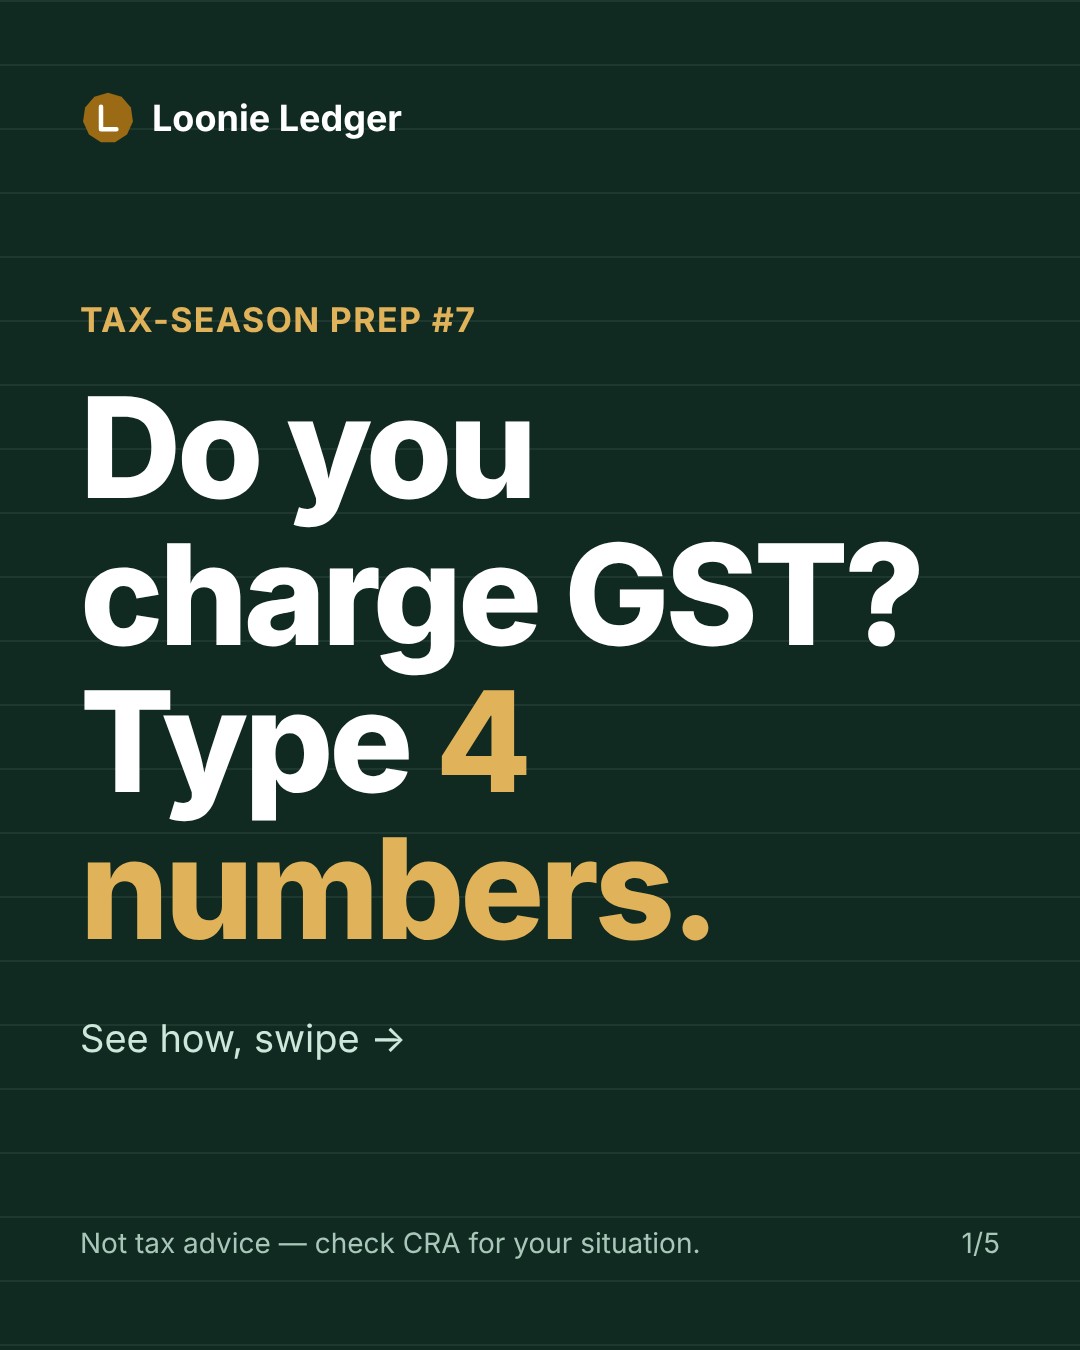 L Loonie Ledger
TAX-SEASON PREP #7
Do you
charge GST?
Type 4
numbers.
See how, swipe →
Not tax advice — check CRA for your situation. 1/5